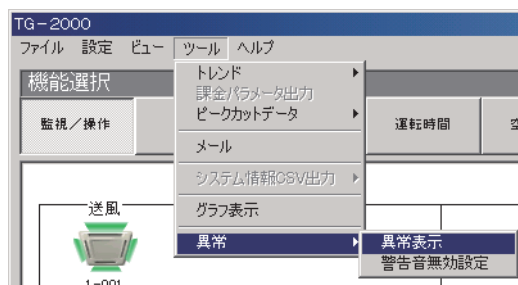 TG-2000
ファイル 設定 ビュー ツール ヘルプ
機能選択
トレンド
課金パラメータ出力
ピークカットデータ
監視/操作
運転時間
メール
システム情報CSV出力
送風
グラフ表示
異常
異常表示
警告音無効設定